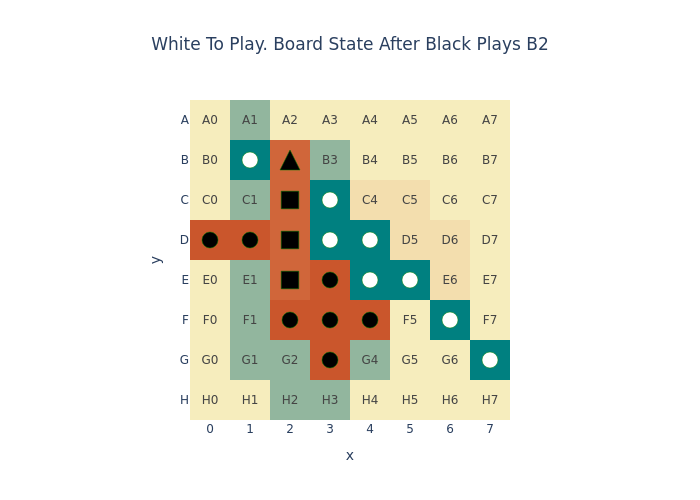 White To Play. Board State After Black Plays B2
A A0 A1 A2 A3 A4 A5 A6 A7
B B0 B3 B4 B5 B6 B7
C C0 C1 C4 C5 C6 C7
D D5 D6 D7
E E0 E1 E6 E7
F F0 F1 F5 F7
G G0 G1 G2 G4 G5 G6
H H0 H1 H2 H3 H4 H5 H6 H7
0 1 2 3 4 5 6 7
x
y